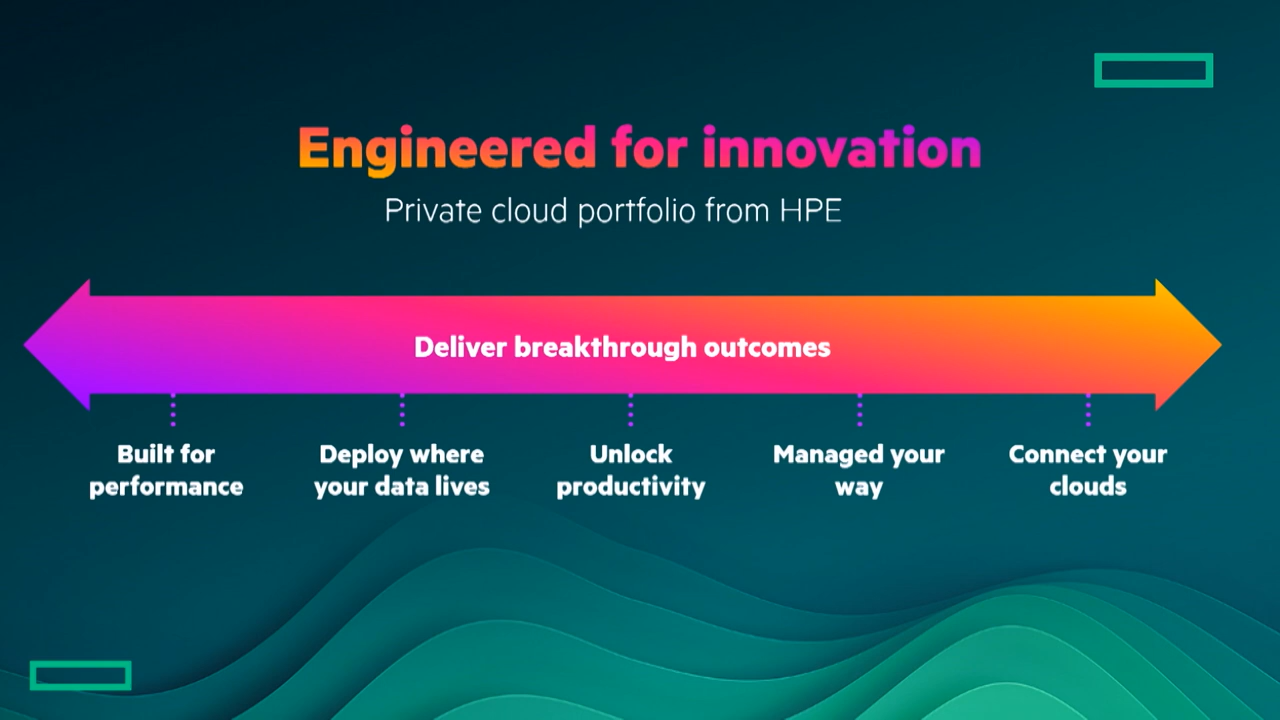 Engineered for innovation
Private cloud portfolio from HPE
Deliver breakthrough outcomes
Built for
performance
Deploy where
your data lives
Unlock
productivity
Managed your
way
Connect your
clouds